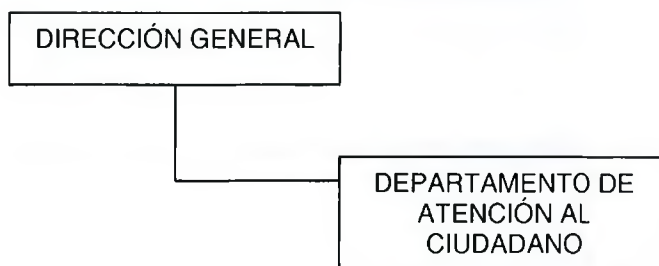 DIRECCIÓN GENERAL
DEPARTAMENTO DE
ATENCIÓN AL
CIUDADANO